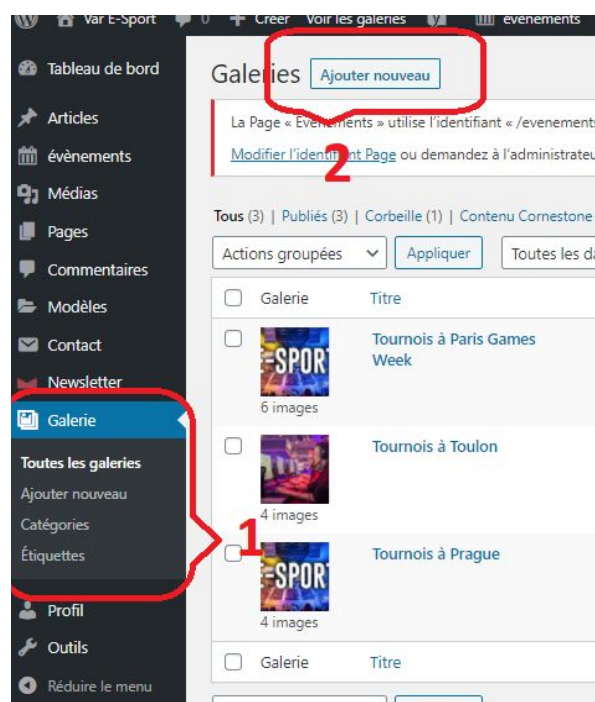 Var E-Sport 0 + Créer Voir les galeries évènements
Tableau de bord
Articles
évènements
Médias
Pages
Commentaires
Modèles
Contact
Newsletter
Galerie
Toutes les galeries
Ajouter nouveau
Catégories
Étiquettes
Profil
Outils
Réduire le menu
Galeries Ajouter nouveau
La Page « Évènements » utilise l'identifiant « /evenements
Modifier l'identifiant Page ou demandez à l'administrateu
2
Tous (3) | Publiés (3) | Corbeille (1) | Contenu Cornestone
Actions groupées Appliquer Toutes les da
Galerie Titre
E-SPORT
6 images
Tournois à Paris Games
Week
4 images
Tournois à Toulon
1
E-SPORT
4 images
Tournois à Prague
Galerie Titre